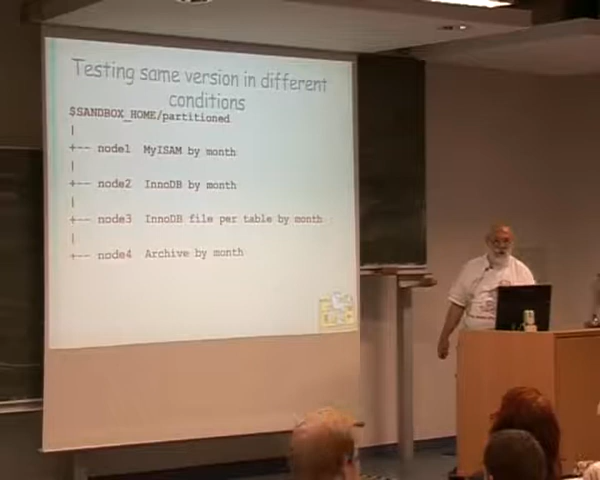 Testing same version in different
conditions
$SANDBOX_HOME/partitioned
|
+-- node1 MyISAM by month
|
+-- node2 InnoDB by month
|
+-- node3 InnoDB file per table by month
|
+-- node4 Archive by month